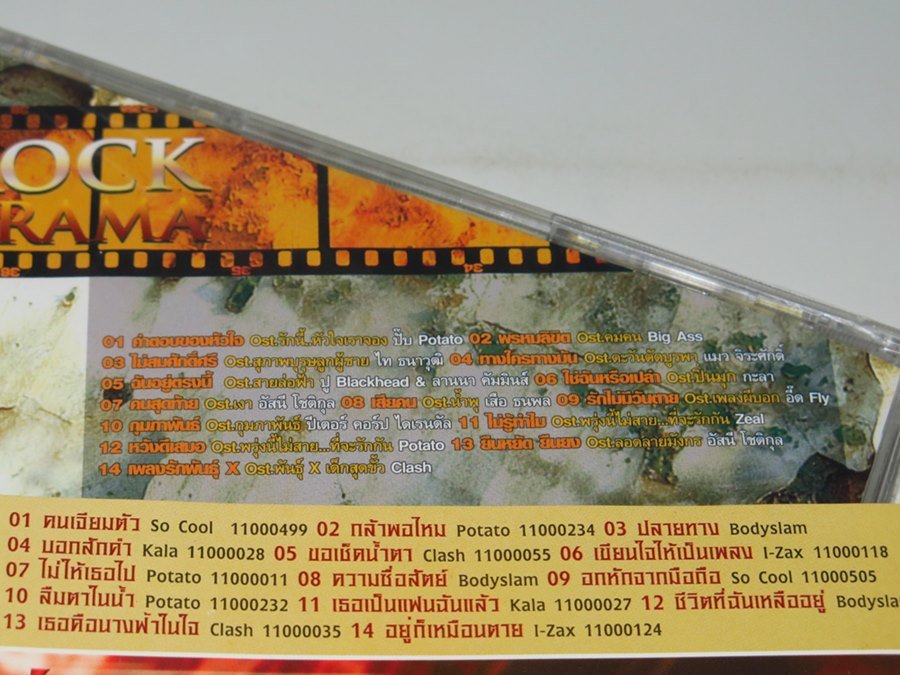 ROCK
RAMA
01 คำตอบของหัวใจ Ost.รักนี้..หัวใจเราจอง ปั๊บ Potato 02 พรหมลิขิต Ost.คมคน Big Ass
03 ไม่สมศักดิ์ศรี Ost.สุภาพบุรุษลูกผู้ชาย ไท ธนาวุฒิ 04 ทางใครทางมัน Ost.ตะวันตัดบูรพา แมว จิระศักดิ์
05 ฉันอยู่ตรงนี้ Ost.สายล่อฟ้า ปู Blackhead & ลานนา คัมมินส์ 06 ใช่ฉันหรือเปล่า Ost.ปิ่นมุก กะลา
07 คนสุดท้าย Ost.เงา อัสนี โชติกุล 08 เสียคน Ost.น้ำพุ เสือ ธนพล 09 รักไม่มีวันตาย Ost.เพลงผีบอก อี๊ด Fly
10 กุมภาพันธ์ Ost.กุมภาพันธ์ ปีเตอร์ คอร์ป ไดเรนดัล 11 ไม่รู้ทำไม Ost.พรุ่งนี้ไม่สาย...ที่จะรักกัน Zeal
12 หวังดีเสมอ Ost.พรุ่งนี้ไม่สาย...ที่จะรักกัน Potato 13 ยืนหยัด ยืนยง Ost.ลอดลายมังกร อัสนี โชติกุล
14 เพลงรักพันธุ์ X Ost.พันธุ์ X เด็กสุดขั้ว Clash
01 คนเจียมตัว So Cool 11000499 02 กล้าพอไหม Potato 11000234 03 ปลายทาง Bodyslam
04 บอกสักคำ Kala 11000028 05 ขอเช็ดน้ำตา Clash 11000055 06 เขียนใจให้เป็นเพลง I-Zax 11000118
07 ไม่ให้เธอไป Potato 11000011 08 ความซื่อสัตย์ Bodyslam 09 อกหักจากมือถือ So Cool 11000505
10 ลืมตาในน้ำ Potato 11000232 11 เธอเป็นแฟนฉันแล้ว Kala 11000027 12 ชีวิตที่ฉันเหลืออยู่ Bodysla
13 เธอคือนางฟ้าในใจ Clash 11000035 14 อยู่ก็เหมือนตาย I-Zax 11000124